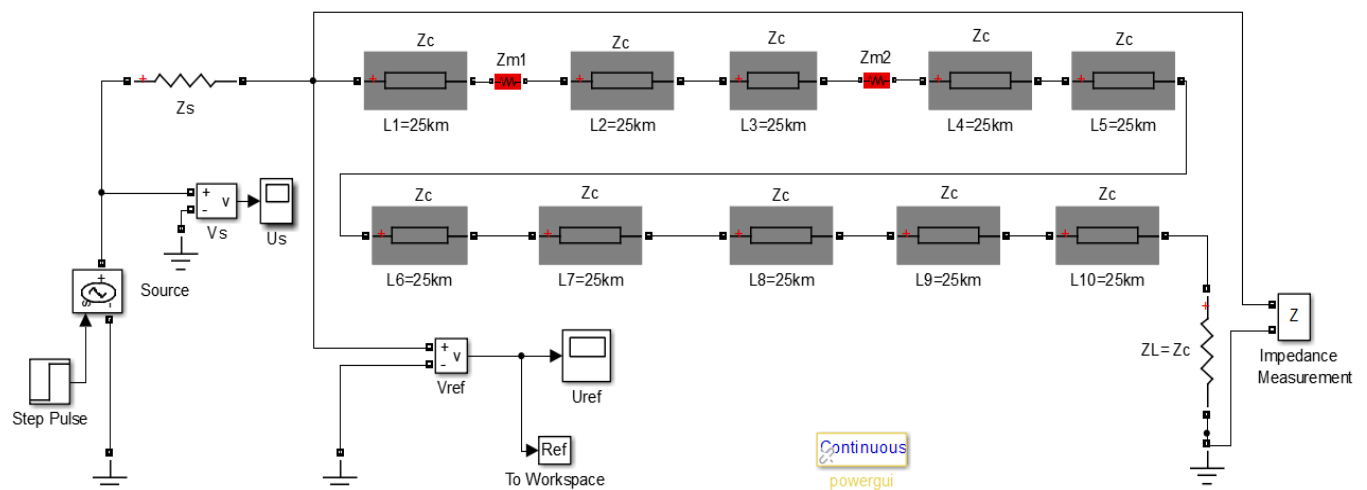 Zc
Zm1
Zc
Zc
Zm2
Zc
Zc
+
Zs
+
+
+
+
+
L1=25km
L2=25km
L3=25km
L4=25km
L5=25km
Zc
Zc
Zc
Zc
Zc
+
-
v
Vs
Us
+
+
+
+
+
L6=25km
L7=25km
L8=25km
L9=25km
L10=25km
+
s
-
Source
Z
Impedance
Measurement
+
ZL= Zc
+
-
v
Vref
Uref
Step Pulse
Ref
To Workspace
Continuous
powergui